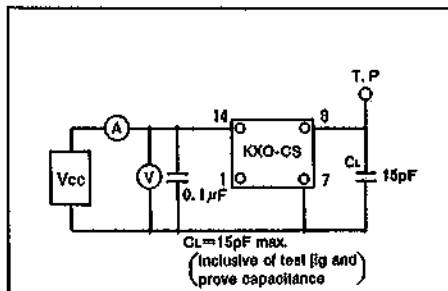 T, P
A
14
8
KXO-CS
Vcc
V
0.1µF
1
7
CL
15pF
CL=15pF max.
(Inclusive of test jig and
prove capacitance)